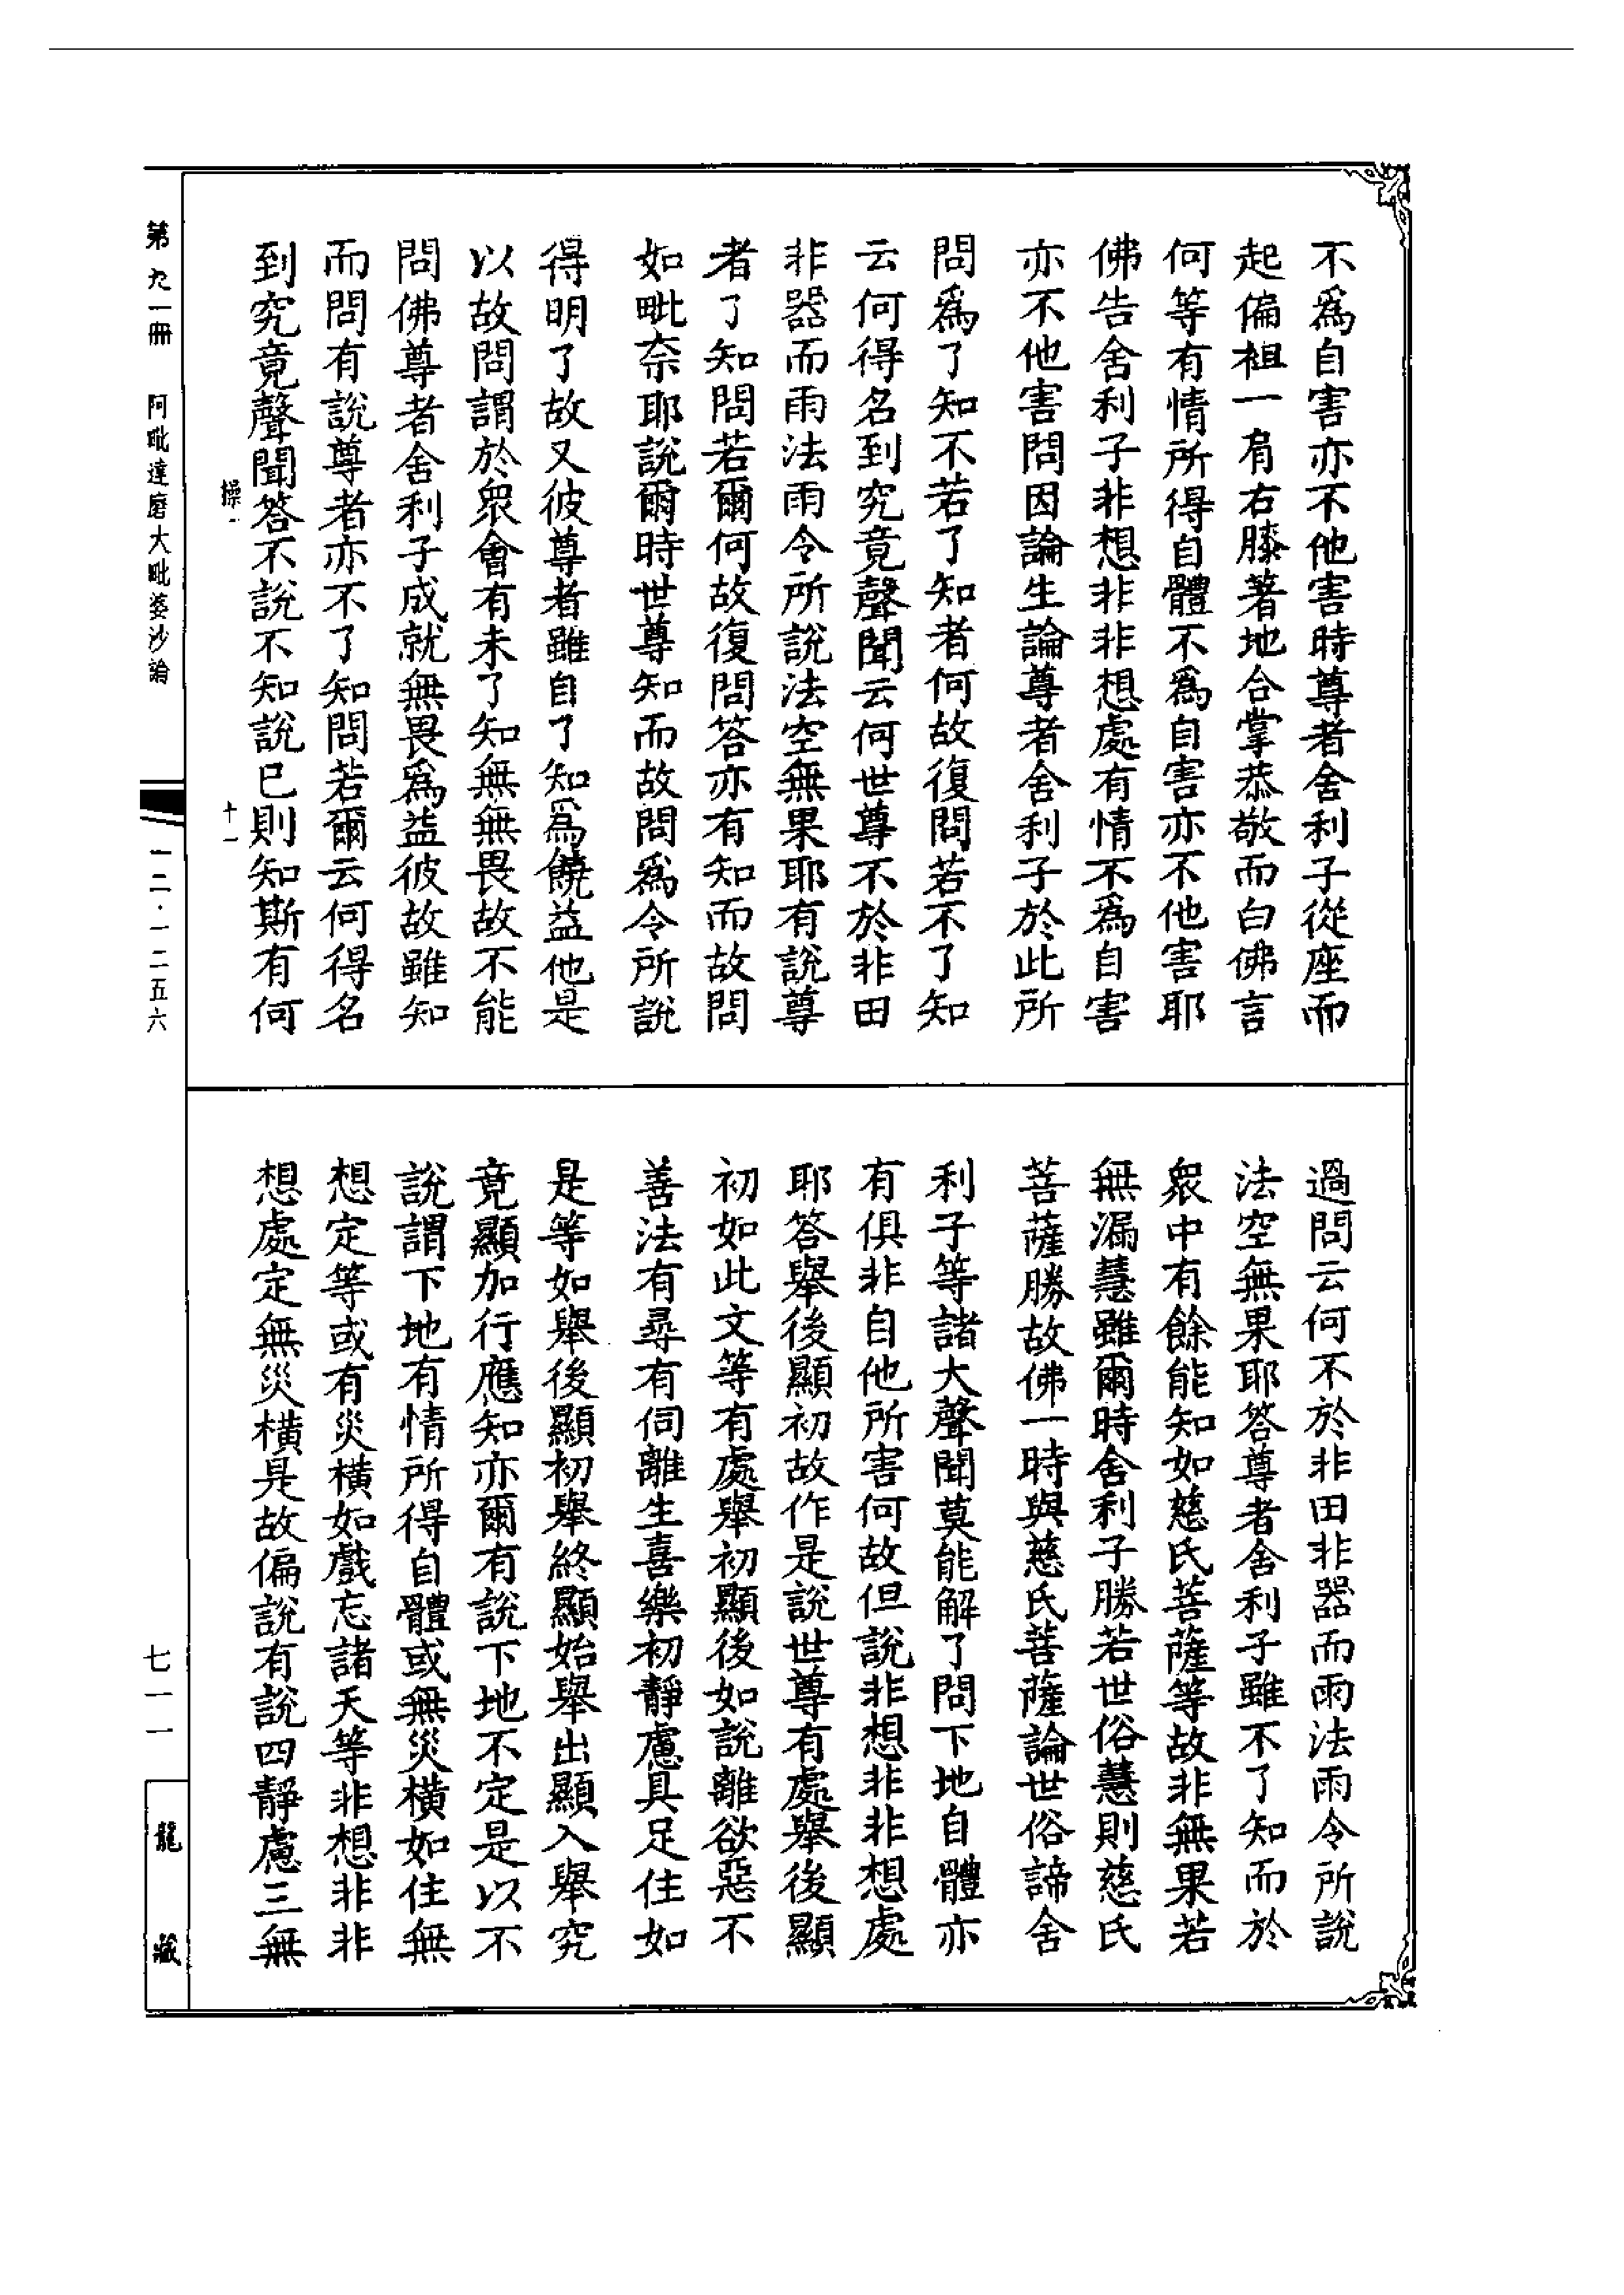 不爲自害亦不他害時尊者舍利子從座而
起偏袒一肩右膝著地合掌恭敬而白佛言
何等有情所得自體不爲自害亦不他害耶
佛告舍利子非想非非想處有情不爲自害
亦不他害問因論生論尊者舍利子於此所
問爲了知不若了知者何故復問若不了知
云何得名到究竟聲聞云何世尊不於非田
非器而雨法雨令所說法空無果耶有說尊
者了知問若爾何故復問答亦有知而故問
如毗奈耶說爾時世尊知而故問爲令所說
得明了故又彼尊者雖自了知爲饒益他是
以故問謂於衆會有未了知無無畏故不能
問佛尊者舍利子成就無畏爲益彼故雖知
而問有說尊者亦不了知問若爾云何得名
到究竟聲聞答不說不知說已則知斯有何
過問云何不於非田非器而雨法雨令所說
法空無果耶答尊者舍利子雖不了知而於
衆中有餘能知如慈氏菩薩等故非無果若
無漏慧雖爾時舍利子勝若世俗慧則慈氏
菩薩勝故佛一時與慈氏菩薩論世俗諦舍
利子等諸大聲聞莫能解了問下地自體亦
有俱非自他所害何故但說非想非非想處
耶答舉後顯初故作是說世尊有處舉後顯
初如此文等有處舉初顯後如說離欲惡不
善法有尋有伺離生喜樂初靜慮具足住如
是等如舉後顯初舉終顯始舉出顯入舉究
竟顯加行應知亦爾有說下地不定是以不
說謂下地有情所得自體或無災橫如住無
想定等或有災橫如戲忘諸天等非想非非
想處定無災橫是故偏說有說四靜慮三無
操一
十一
第九一冊
阿毗達磨大毗婆沙論
一二·一二五六
七一一
龍藏